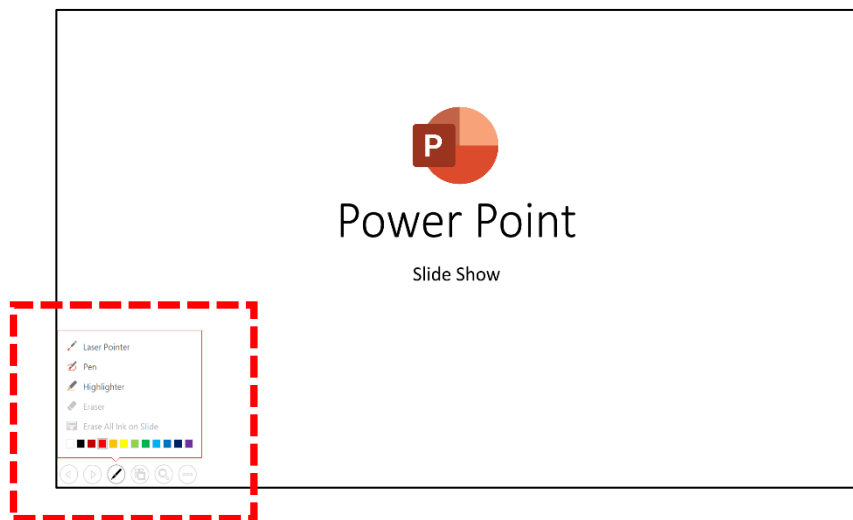 P
Power Point
Slide Show
Laser Pointer
Pen
Highlighter
Eraser
Erase All Ink on Slide